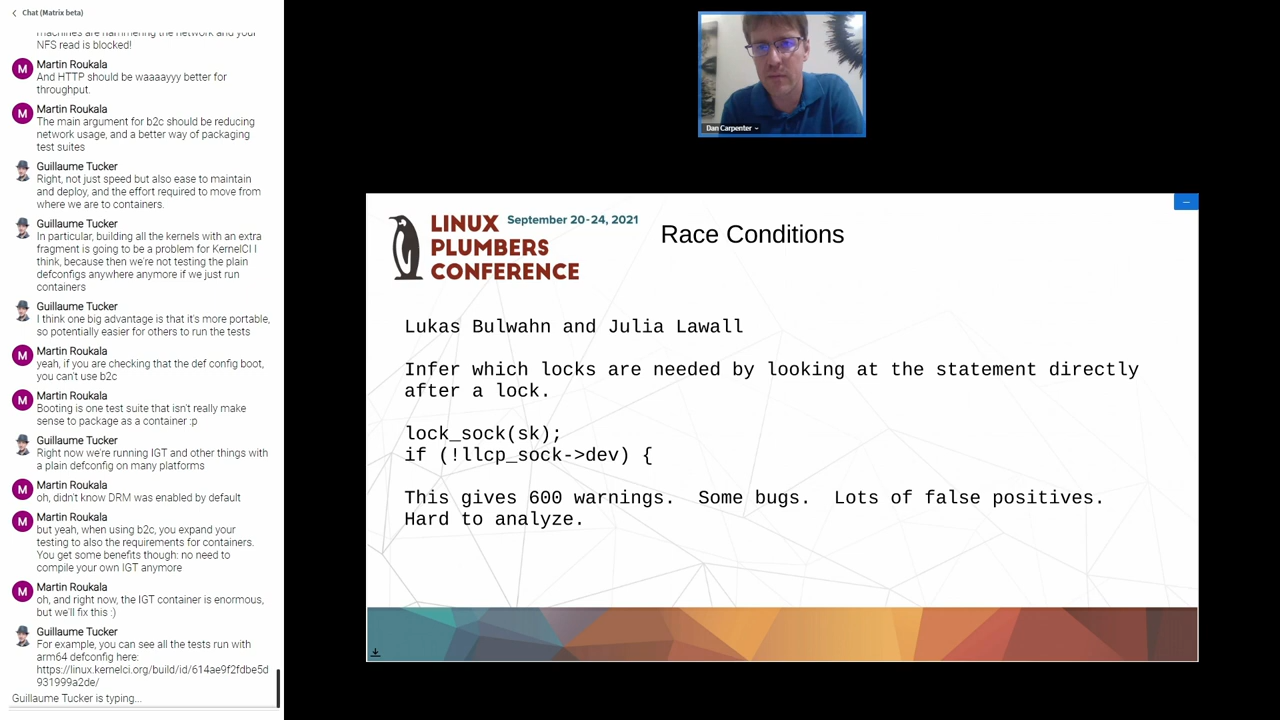 Chat (Matrix beta)
machines are hammering the network and your
NFS read is blocked!
M
Martin Roukala
And HTTP should be waaaayyy better for
throughput.
M
Martin Roukala
The main argument for b2c should be reducing
network usage, and a better way of packaging
test suites
Guillaume Tucker
Right, not just speed but also ease to maintain
and deploy, and the effort required to move from
where we are to containers.
Guillaume Tucker
In particular, building all the kernels with an extra
fragment is going to be a problem for KernelCI I
think, because then we're not testing the plain
defconfigs anywhere anymore if we just run
containers
Guillaume Tucker
I think one big advantage is that it's more portable,
so potentially easier for others to run the tests
M
Martin Roukala
yeah, if you are checking that the def config boot,
you can't use b2c
M
Martin Roukala
Booting is one test suite that isn't really make
sense to package as a container :p
Guillaume Tucker
Right now we're running IGT and other things with
a plain defconfig on many platforms
M
Martin Roukala
oh, didn't know DRM was enabled by default
M
Martin Roukala
but yeah, when using b2c, you expand your
testing to also the requirements for containers.
You get some benefits though: no need to
compile your own IGT anymore
M
Martin Roukala
oh, and right now, the IGT container is enormous,
but we'll fix this :)
Guillaume Tucker
For example, you can see all the tests run with
arm64 defconfig here:
https://linux.kernelci.org/build/id/614ae9f2fdbe5d
931999a2de/
Guillaume Tucker is typing...
Dan Carpenter
LINUX
PLUMBERS
CONFERENCE
September 20-24, 2021
Race Conditions
Lukas Bulwahn and Julia Lawall
Infer which locks are needed by looking at the statement directly
after a lock.
lock_sock(sk);
if (!llcp_sock->dev) {
This gives 600 warnings. Some bugs. Lots of false positives.
Hard to analyze.